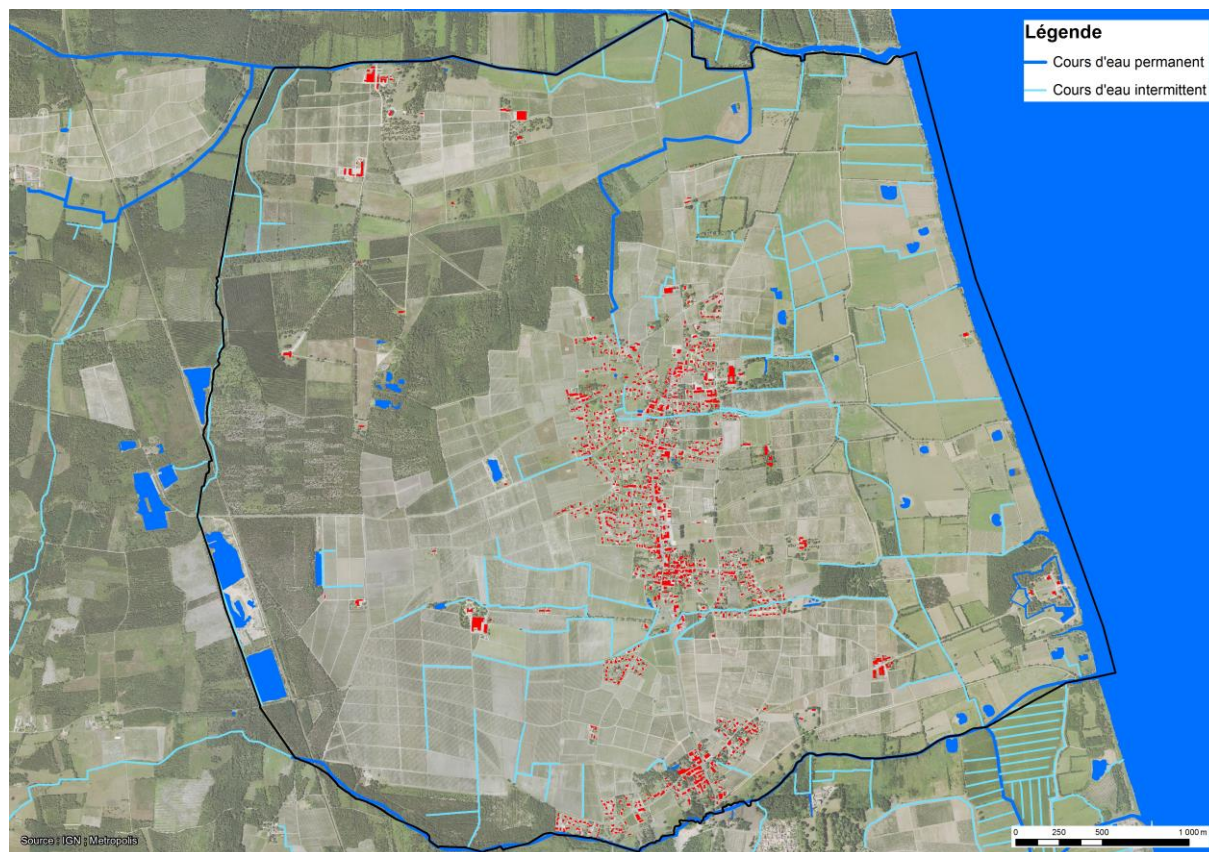 Légende
Cours d'eau permanent
Cours d'eau intermittent
Source : IGN ; Metropolis
0 250 500 1 000 m